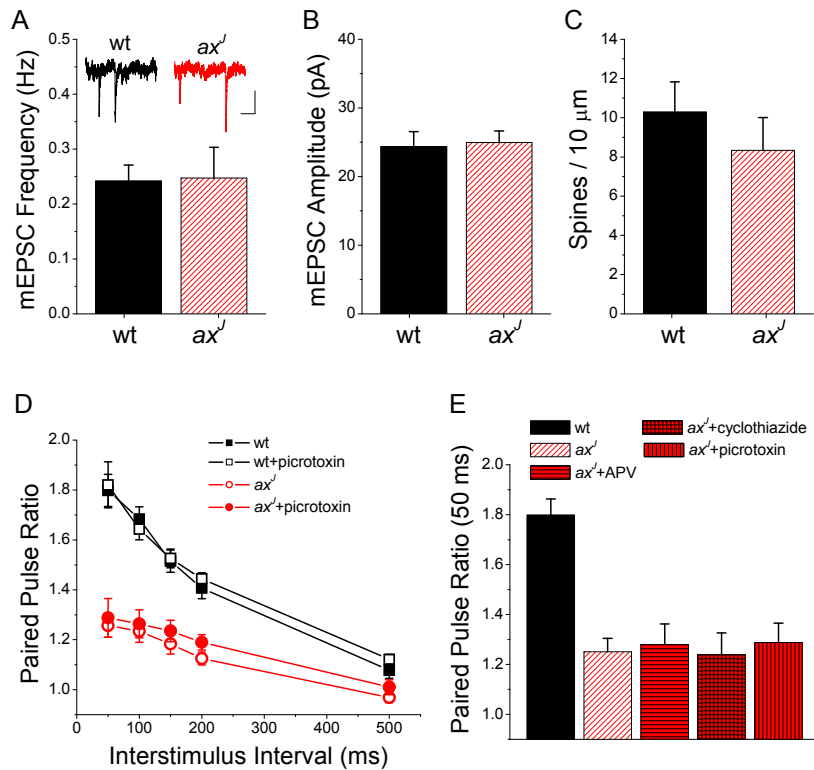 A
wt
ax^J
mEPSC Frequency (Hz)
0.5
0.4
0.3
0.2
0.1
0.0
wt
ax^J
B
mEPSC Amplitude (pA)
40
30
20
10
0
wt
ax^J
C
Spines / 10 µm
14
12
10
8
6
4
2
0
wt
ax^J
D
wt
wt+picrotoxin
ax^J
ax^J+picrotoxin
Paired Pulse Ratio
2.0
1.8
1.6
1.4
1.2
1.0
0
100
200
300
400
500
Interstimulus Interval (ms)
E
wt
ax^J
ax^J+APV
ax^J+cyclothiazide
ax^J+picrotoxin
Paired Pulse Ratio (50 ms)
2.0
1.8
1.6
1.4
1.2
1.0